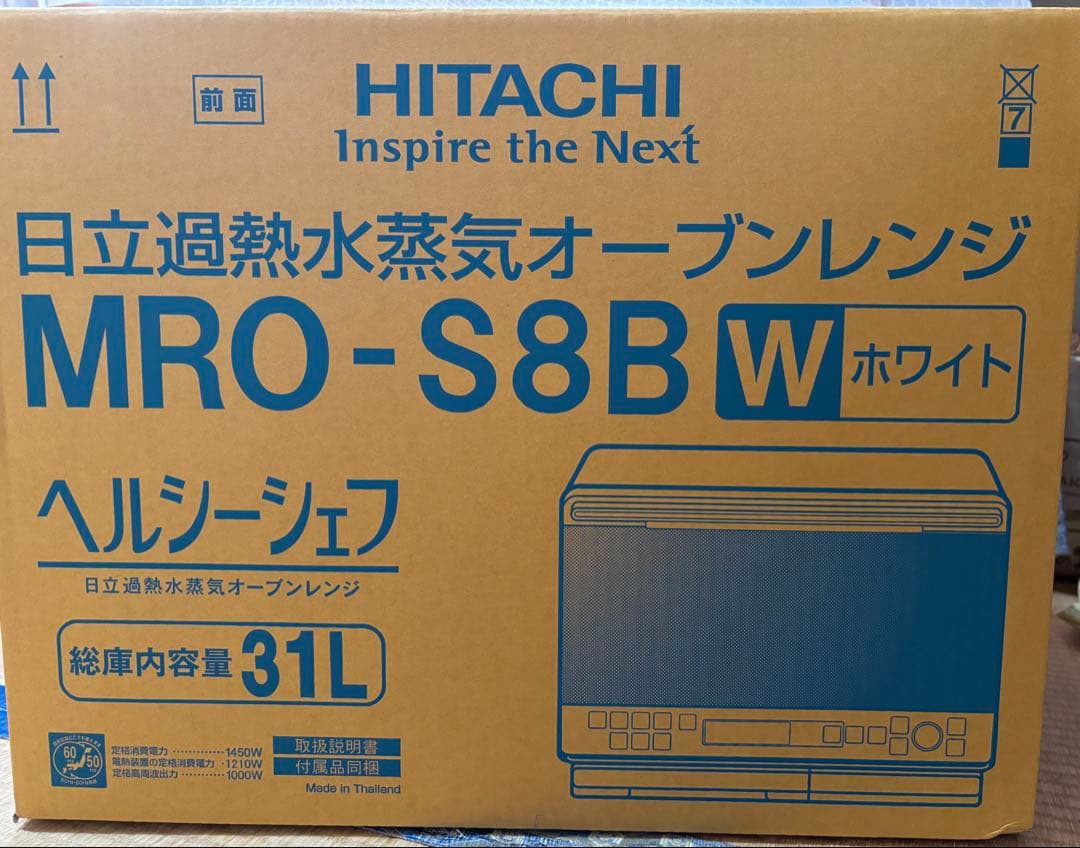 前面
HITACHI
Inspire the Next
7
日立過熱水蒸気オーブンレンジ
MRO-S8B W ホワイト
ヘルシーシェフ
日立過熱水蒸気オーブンレンジ
総庫内容量 31L
60 50
定格消費電力 ············1450W
電熱装置の定格消費電力 ·1210W
定格高周波出力 ···········1000W
取扱説明書
付属品同梱
Made in Thailand